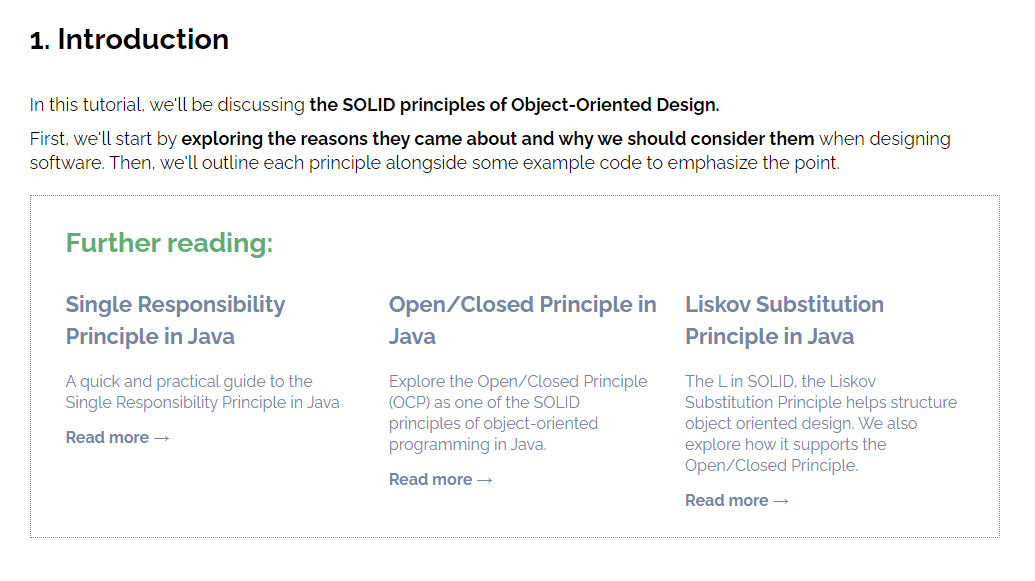 1. Introduction
In this tutorial, we'll be discussing the SOLID principles of Object-Oriented Design.
First, we'll start by exploring the reasons they came about and why we should consider them when designing
software. Then, we'll outline each principle alongside some example code to emphasize the point.
Further reading:
Single Responsibility
Principle in Java
A quick and practical guide to the
Single Responsibility Principle in Java
Read more →
Open/Closed Principle in
Java
Explore the Open/Closed Principle
(OCP) as one of the SOLID
principles of object-oriented
programming in Java.
Read more →
Liskov Substitution
Principle in Java
The L in SOLID, the Liskov
Substitution Principle helps structure
object oriented design. We also
explore how it supports the
Open/Closed Principle.
Read more →